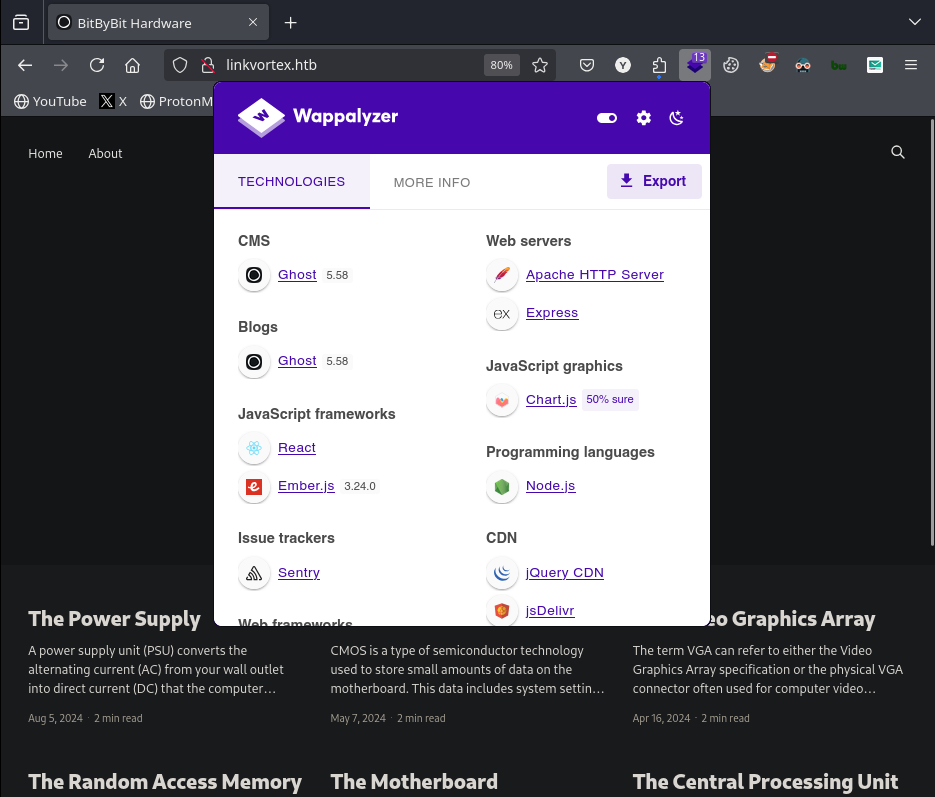 BitByBit Hardware
linkvortex.htb
80%
13
YouTube
X
ProtonM
Wappalyzer
Home
About
TECHNOLOGIES
MORE INFO
Export
CMS
Ghost 5.58
Blogs
Ghost 5.58
JavaScript frameworks
React
Ember.js 3.24.0
Issue trackers
Sentry
Web frameworks
Web servers
Apache HTTP Server
Express
JavaScript graphics
Chart.js 50% sure
Programming languages
Node.js
CDN
jQuery CDN
jsDelivr
The Power Supply
A power supply unit (PSU) converts the
alternating current (AC) from your wall outlet
into direct current (DC) that the computer…
Aug 5, 2024 · 2 min read
CMOS is a type of semiconductor technology
used to store small amounts of data on the
motherboard. This data includes system settin…
May 7, 2024 · 2 min read
eo Graphics Array
The term VGA can refer to either the Video
Graphics Array specification or the physical VGA
connector often used for computer video…
Apr 16, 2024 · 2 min read
The Random Access Memory
The Motherboard
The Central Processing Unit